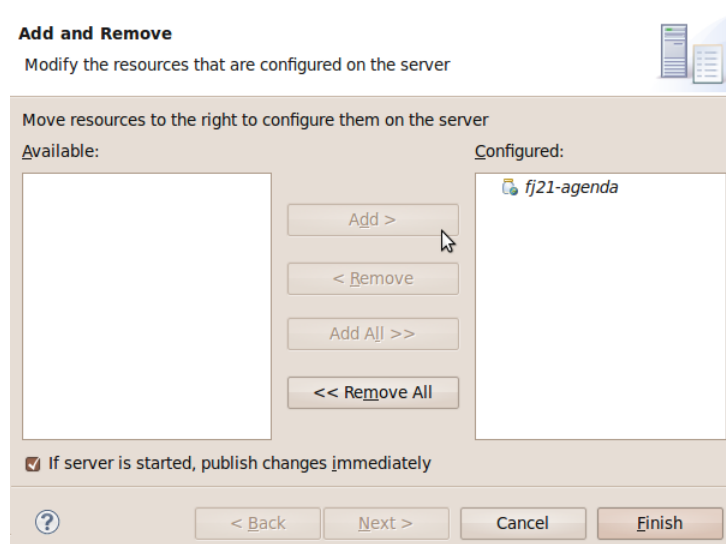 Add and Remove
Modify the resources that are configured on the server
Move resources to the right to configure them on the server
Available:
Configured:
fj21-agenda
Add >
< Remove
Add All >>
<< Remove All
If server is started, publish changes immediately
?
< Back
Next >
Cancel
Finish